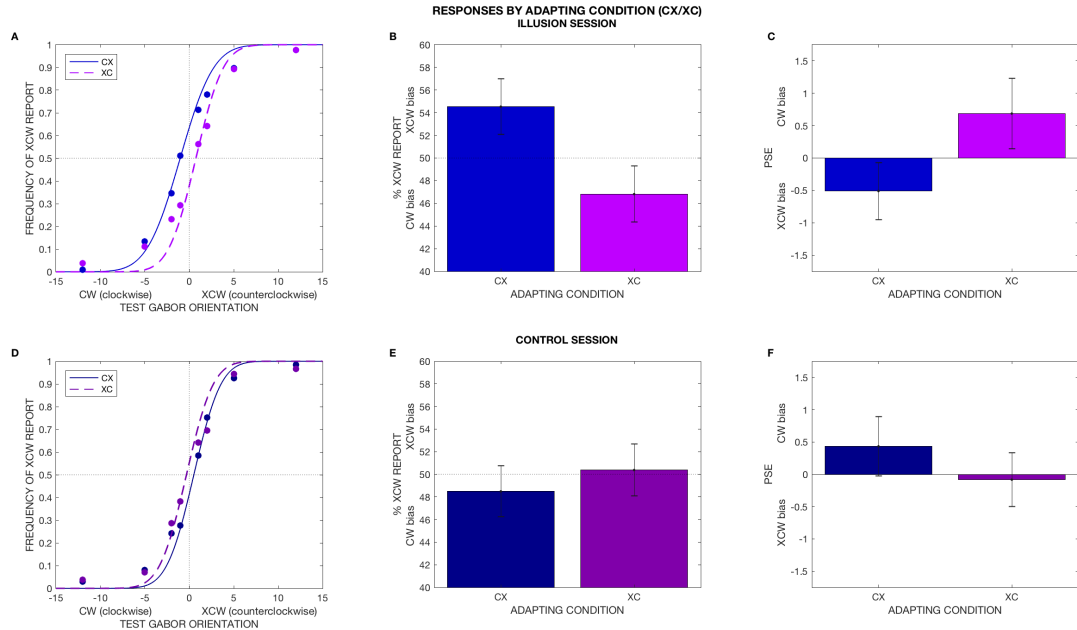 RESPONSES BY ADAPTING CONDITION (CX/XC)
ILLUSION SESSION
A
FREQUENCY OF XCW REPORT
1
0.9
0.8
0.7
0.6
0.5
0.4
0.3
0.2
0.1
0
CX
XC
-15 -10 -5 0 5 10 15
CW (clockwise) XCW (counterclockwise)
TEST GABOR ORIENTATION
B
% XCW REPORT
CW bias XCW bias
60
58
56
54
52
50
48
46
44
42
40
CX XC
ADAPTING CONDITION
C
PSE
XCW bias CW bias
1.5
1
0.5
0
-0.5
-1
-1.5
CX XC
ADAPTING CONDITION
CONTROL SESSION
D
FREQUENCY OF XCW REPORT
1
0.9
0.8
0.7
0.6
0.5
0.4
0.3
0.2
0.1
0
CX
XC
-15 -10 -5 0 5 10 15
CW (clockwise) XCW (counterclockwise)
TEST GABOR ORIENTATION
E
% XCW REPORT
CW bias XCW bias
60
58
56
54
52
50
48
46
44
42
40
CX XC
ADAPTING CONDITION
F
PSE
XCW bias CW bias
1.5
1
0.5
0
-0.5
-1
-1.5
CX XC
ADAPTING CONDITION